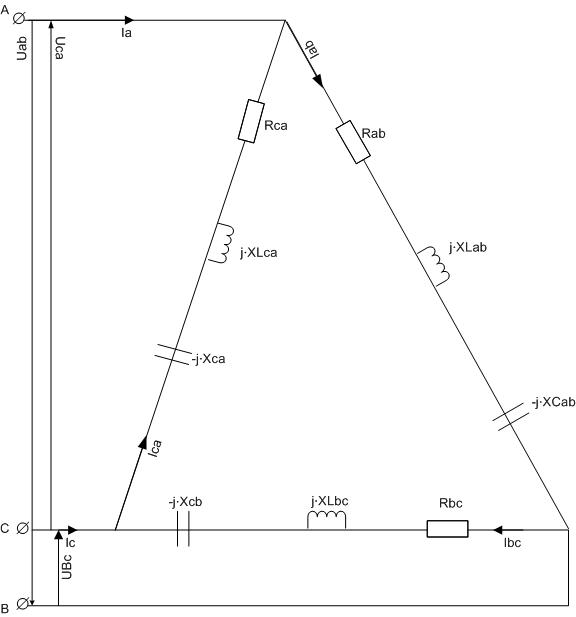 A
Uab
Uca
Ia
Iab
Rca
Rab
j·XLca
j·XLab
-j·Xca
-j·XCab
Ica
-j·Xcb
j·XLbc
Rbc
C
Ic
Ibc
UBc
B